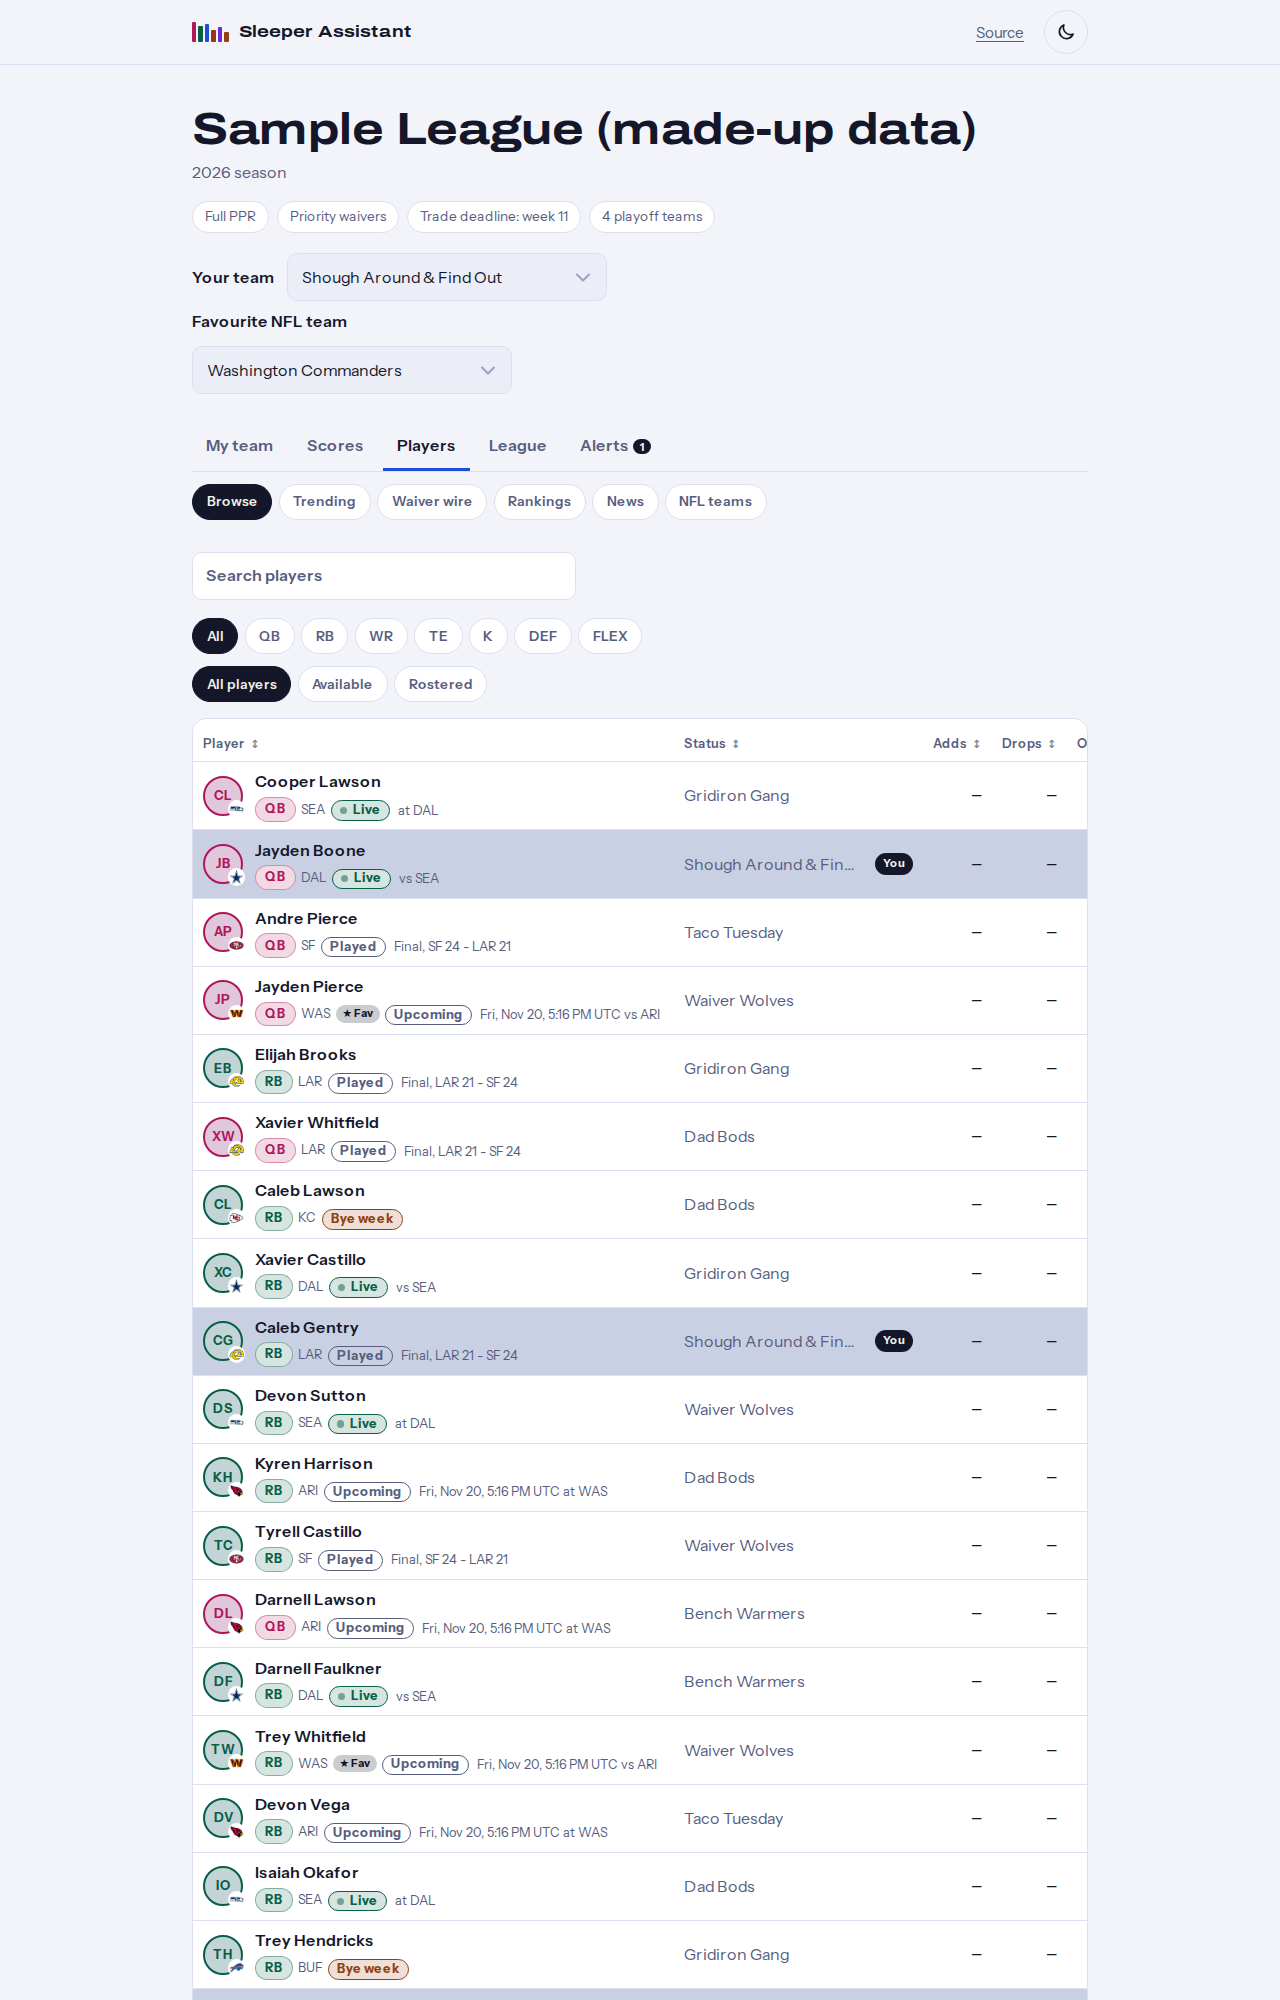 Sleeper Assistant
Source
Sample League (made-up data)
2026 season
Full PPR Priority waivers Trade deadline: week 11 4 playoff teams
Your team Shough Around & Find Out
Favourite NFL team
Washington Commanders
My team Scores Players League Alerts 1
Browse Trending Waiver wire Rankings News NFL teams
Search players
All QB RB WR TE K DEF FLEX
All players Available Rostered
Player ↕ Status ↕ Adds ↕ Drops ↕ O
CL Cooper Lawson
QB SEA Live at DAL Gridiron Gang – –
JB Jayden Boone
QB DAL Live vs SEA Shough Around & Fin... You – –
AP Andre Pierce
QB SF Played Final, SF 24 - LAR 21 Taco Tuesday – –
JP Jayden Pierce
QB WAS ★ Fav Upcoming Fri, Nov 20, 5:16 PM UTC vs ARI Waiver Wolves – –
EB Elijah Brooks
RB LAR Played Final, LAR 21 - SF 24 Gridiron Gang – –
XW Xavier Whitfield
QB LAR Played Final, LAR 21 - SF 24 Dad Bods – –
CL Caleb Lawson
RB KC Bye week Dad Bods – –
XC Xavier Castillo
RB DAL Live vs SEA Gridiron Gang – –
CG Caleb Gentry
RB LAR Played Final, LAR 21 - SF 24 Shough Around & Fin... You – –
DS Devon Sutton
RB SEA Live at DAL Waiver Wolves – –
KH Kyren Harrison
RB ARI Upcoming Fri, Nov 20, 5:16 PM UTC at WAS Dad Bods – –
TC Tyrell Castillo
RB SF Played Final, SF 24 - LAR 21 Waiver Wolves – –
DL Darnell Lawson
QB ARI Upcoming Fri, Nov 20, 5:16 PM UTC at WAS Bench Warmers – –
DF Darnell Faulkner
RB DAL Live vs SEA Bench Warmers – –
TW Trey Whitfield
RB WAS ★ Fav Upcoming Fri, Nov 20, 5:16 PM UTC vs ARI Waiver Wolves – –
DV Devon Vega
RB ARI Upcoming Fri, Nov 20, 5:16 PM UTC at WAS Taco Tuesday – –
IO Isaiah Okafor
RB SEA Live at DAL Dad Bods – –
TH Trey Hendricks
RB BUF Bye week Gridiron Gang – –